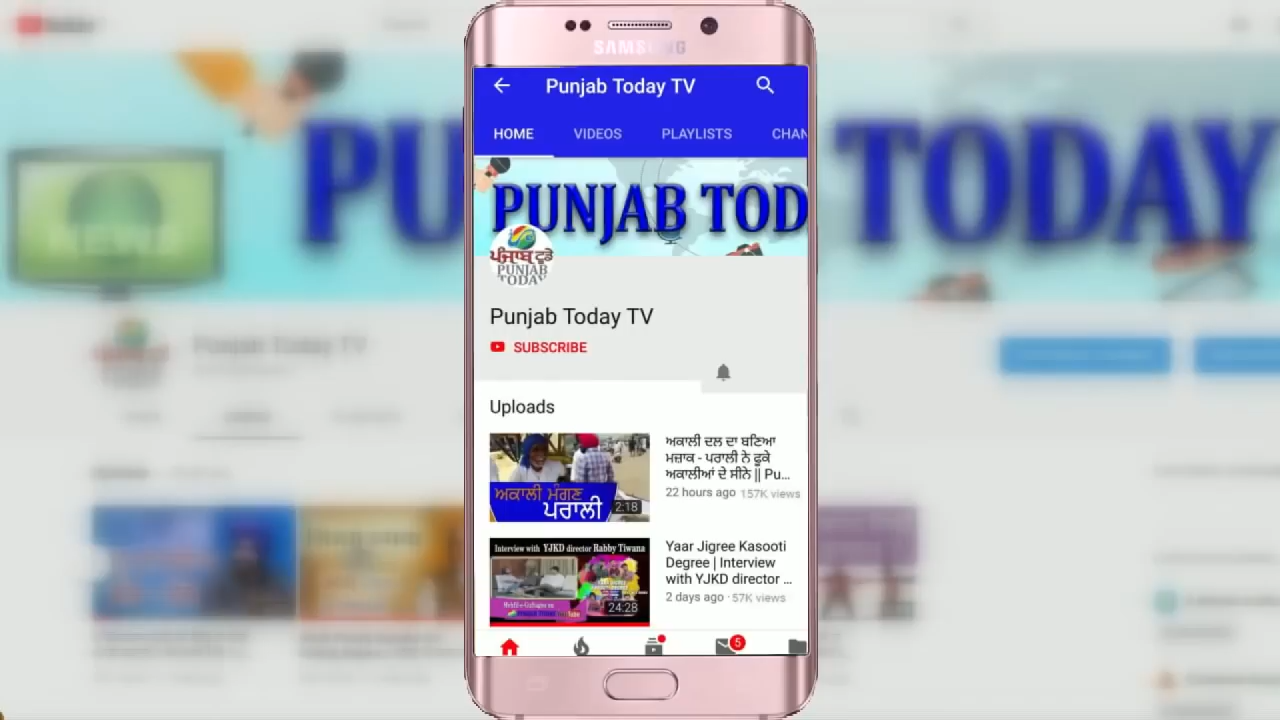 SAMSUNG
Punjab Today TV
HOME VIDEOS PLAYLISTS CHAN
PUNJAB TOD
ਪੰਜਾਬ ਟੂਡੇ
PUNJAB
TODAY
PU
TODAY
Punjab Today TV
SUBSCRIBE
Uploads
ਅਕਾਲੀ ਮੰਗਣ
ਪਰਾਲੀ
2:18
ਅਕਾਲੀ ਦਲ ਦਾ ਬਣਿਆ
ਮਜ਼ਾਕ - ਪਰਾਲੀ ਨੇ ਫੂਕੇ
ਅਕਾਲੀਆਂ ਦੇ ਸੀਨੇ || Pu...
22 hours ago 157K views
Interview with YJKD director Rabby Tiwana
24:28
Yaar Jigree Kasooti
Degree | Interview
with YJKD director ...
2 days ago · 57K views
5